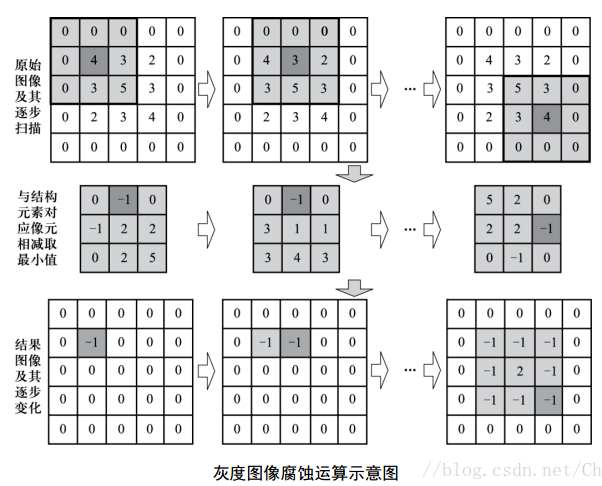 0 0 0 0 0 0 0 0 0 0 0 0 0 0 0
原始 0 4 3 2 0 0 4 3 2 0 0 4 3 2 0
图像
及其 0 3 5 3 0 0 3 5 3 0 … 0 3 5 3 0
逐步 0 2 3 4 0 0 2 3 4 0 0 2 3 4 0
扫描 0 0 0 0 0 0 0 0 0 0 0 0 0 0 0
与结构 0 −1 0 0 −1 0 5 2 0
元素对
应像元 −1 2 2 3 1 1 … 2 2 −1
相减取
最小值 0 2 5 3 4 3 0 −1 0
0 0 0 0 0 0 0 0 0 0 0 0 0 0 0
结果 0 −1 0 0 0 0 −1 −1 0 0 0 −1 −1 −1 0
图像
及其 0 0 0 0 0 0 0 0 0 0 … 0 −1 2 −1 0
逐步 0 0 0 0 0 0 0 0 0 0 0 −1 −1 −1 0
变化 0 0 0 0 0 0 0 0 0 0 0 0 0 0 0
灰度图像腐蚀运算示意图
//blog.csdn.net/Ch